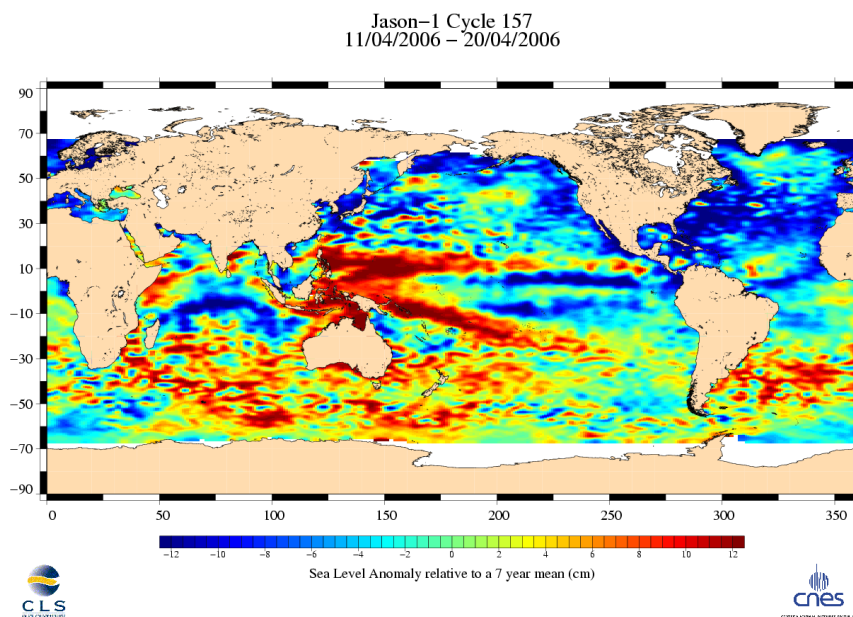 Jason−1 Cycle 157
11/04/2006 − 20/04/2006
90
70
50
30
10
−10
−30
−50
−70
−90
0 50 100 150 200 250 300 350
−12 −10 −8 −6 −4 −2 0 2 4 6 8 10 12
Sea Level Anomaly relative to a 7 year mean (cm)
CLS
cnes